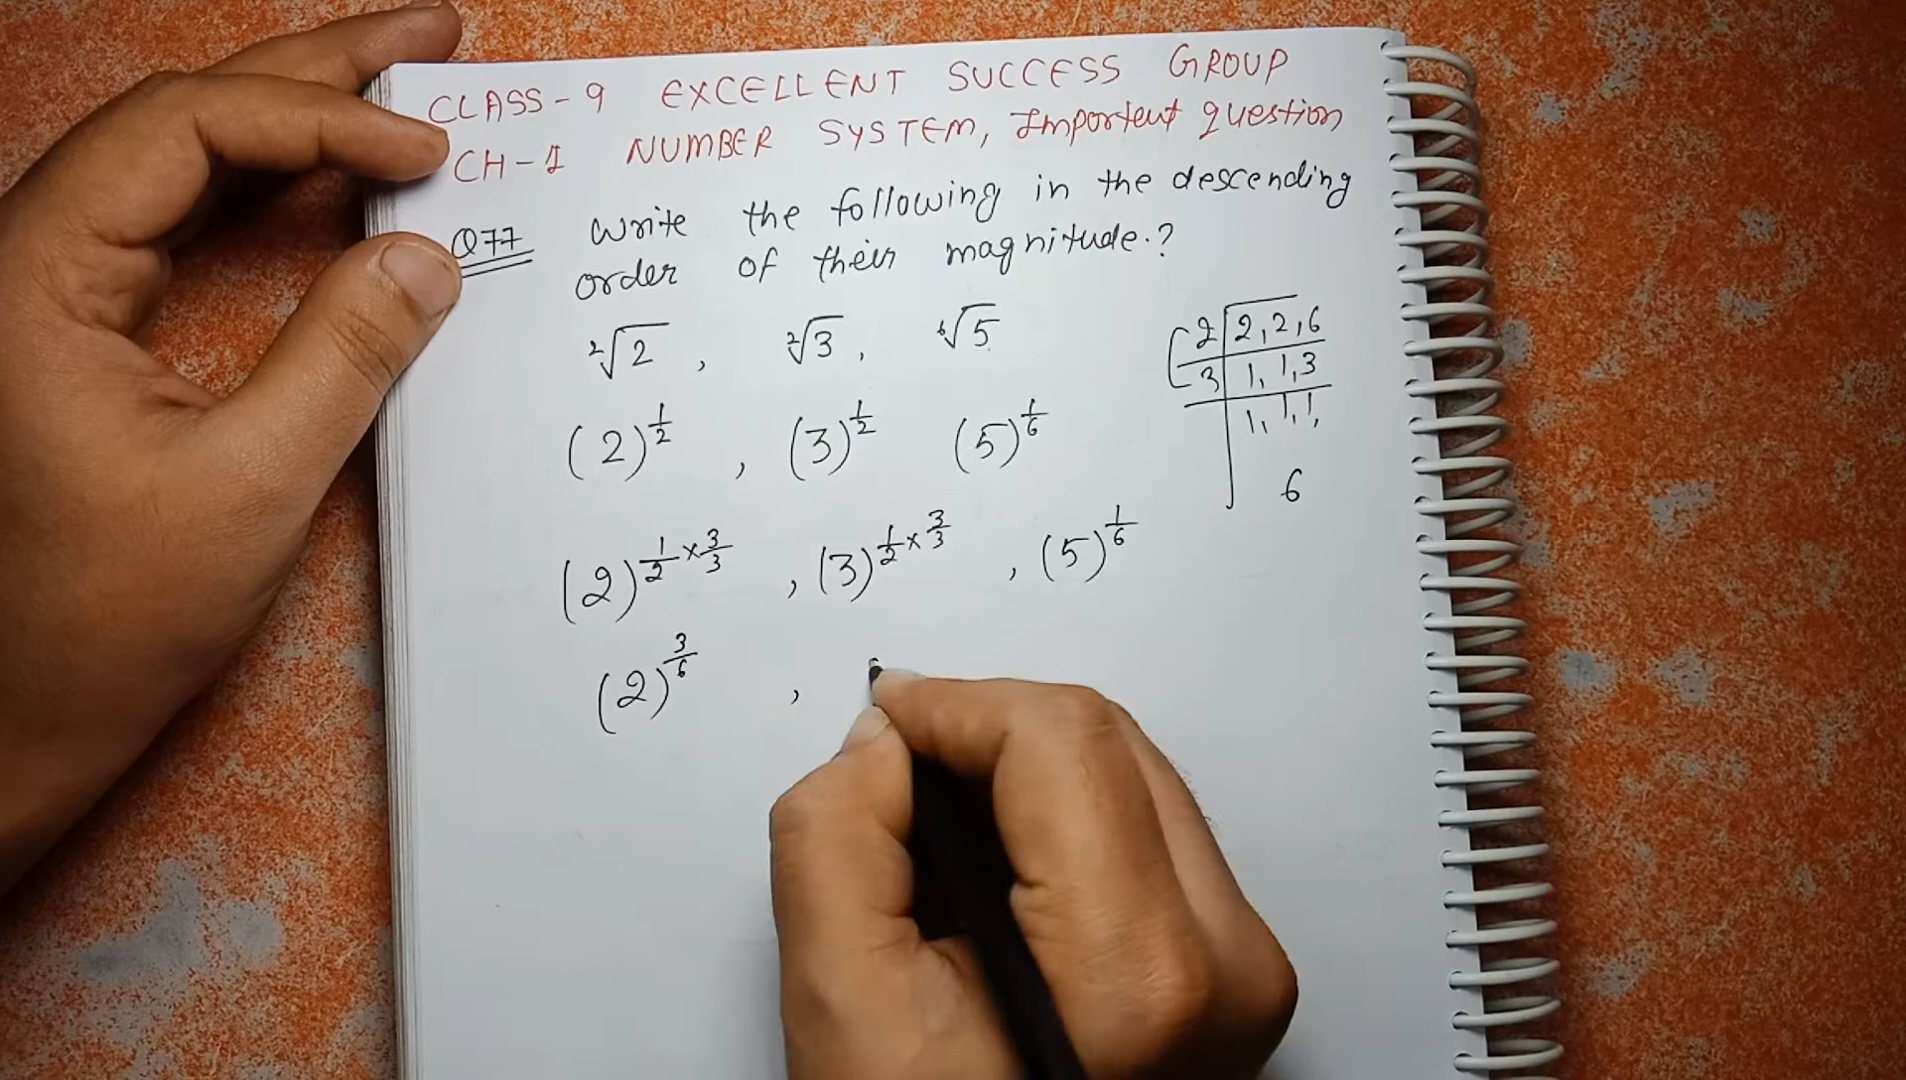 CLASS - 9 EXCELLENT SUCCESS GROUP
CH - 1 NUMBER SYSTEM, Importent question
Q77 Write the following in the descending
order of their magnitude.?
²√2, ²√3, ⁶√5
(2)^1/2, (3)^1/2 (5)^1/6
(2)^1/2 × 3/3, (3)^1/2 × 3/3, (5)^1/6
(2)^3/6,
2 | 2, 2, 6
3 | 1, 1, 3
1, 1, 1,
6